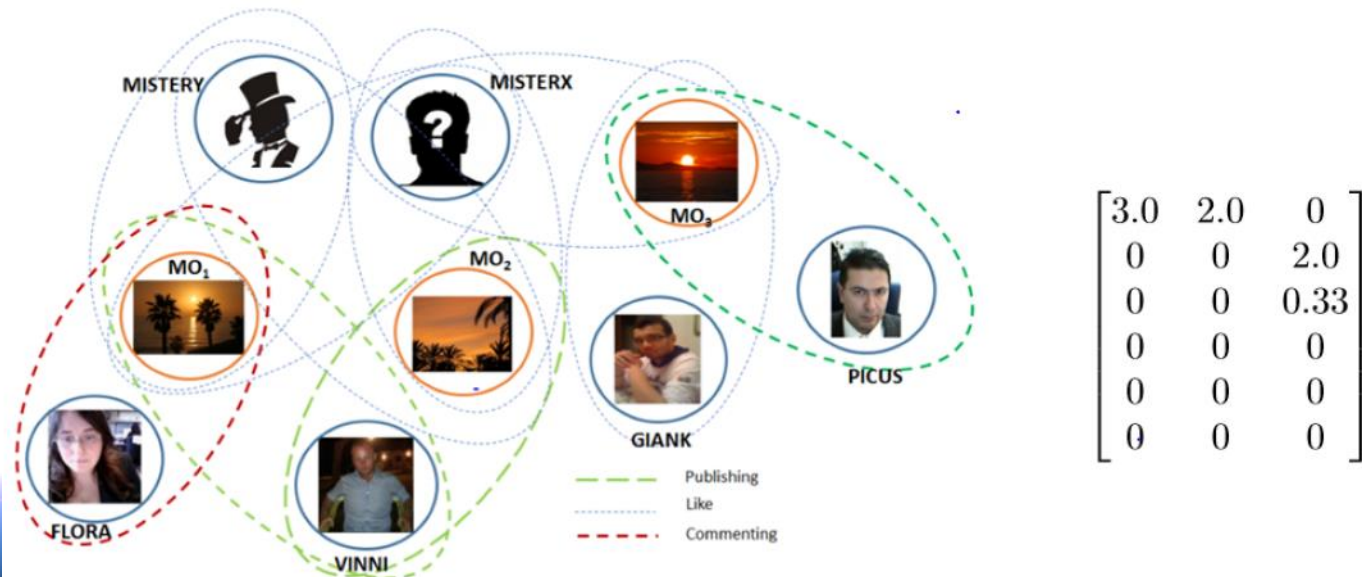 MISTERY
MISTERX
?
MO1
MO2
MO3
FLORA
VINNI
GIANK
PICUS
Publishing
Like
Commenting
3.0 2.0 0
0 0 2.0
0 0 0.33
0 0 0
0 0 0
0 0 0